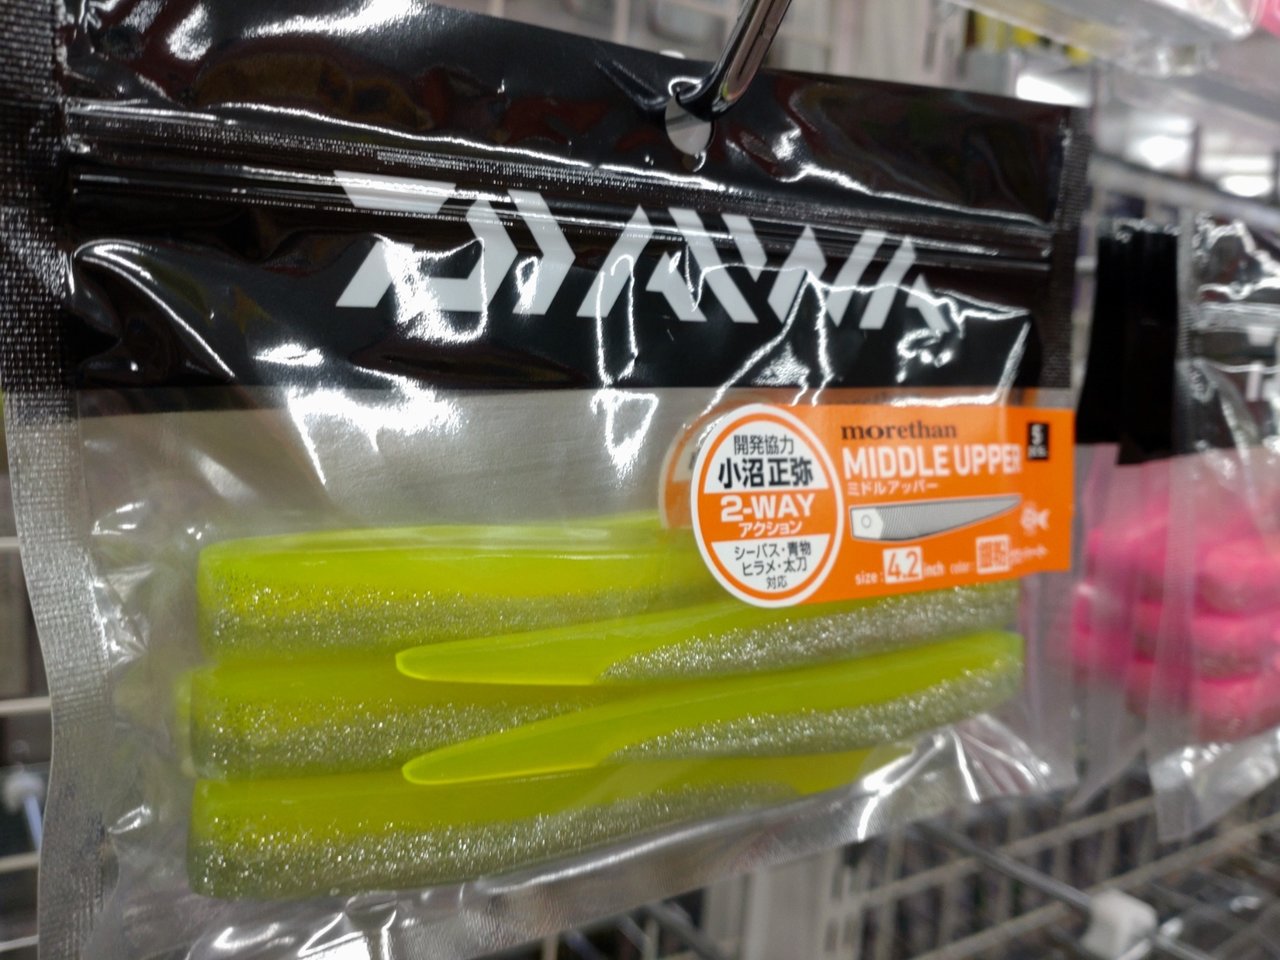 DAIWA
開発協力
小沼正弥
2-WAY
アクション
シーバス・青物
ヒラメ・太刀
対応
morethan
MIDDLE UPPER
ミドルアッパー
5
size: 4.2 inch color: